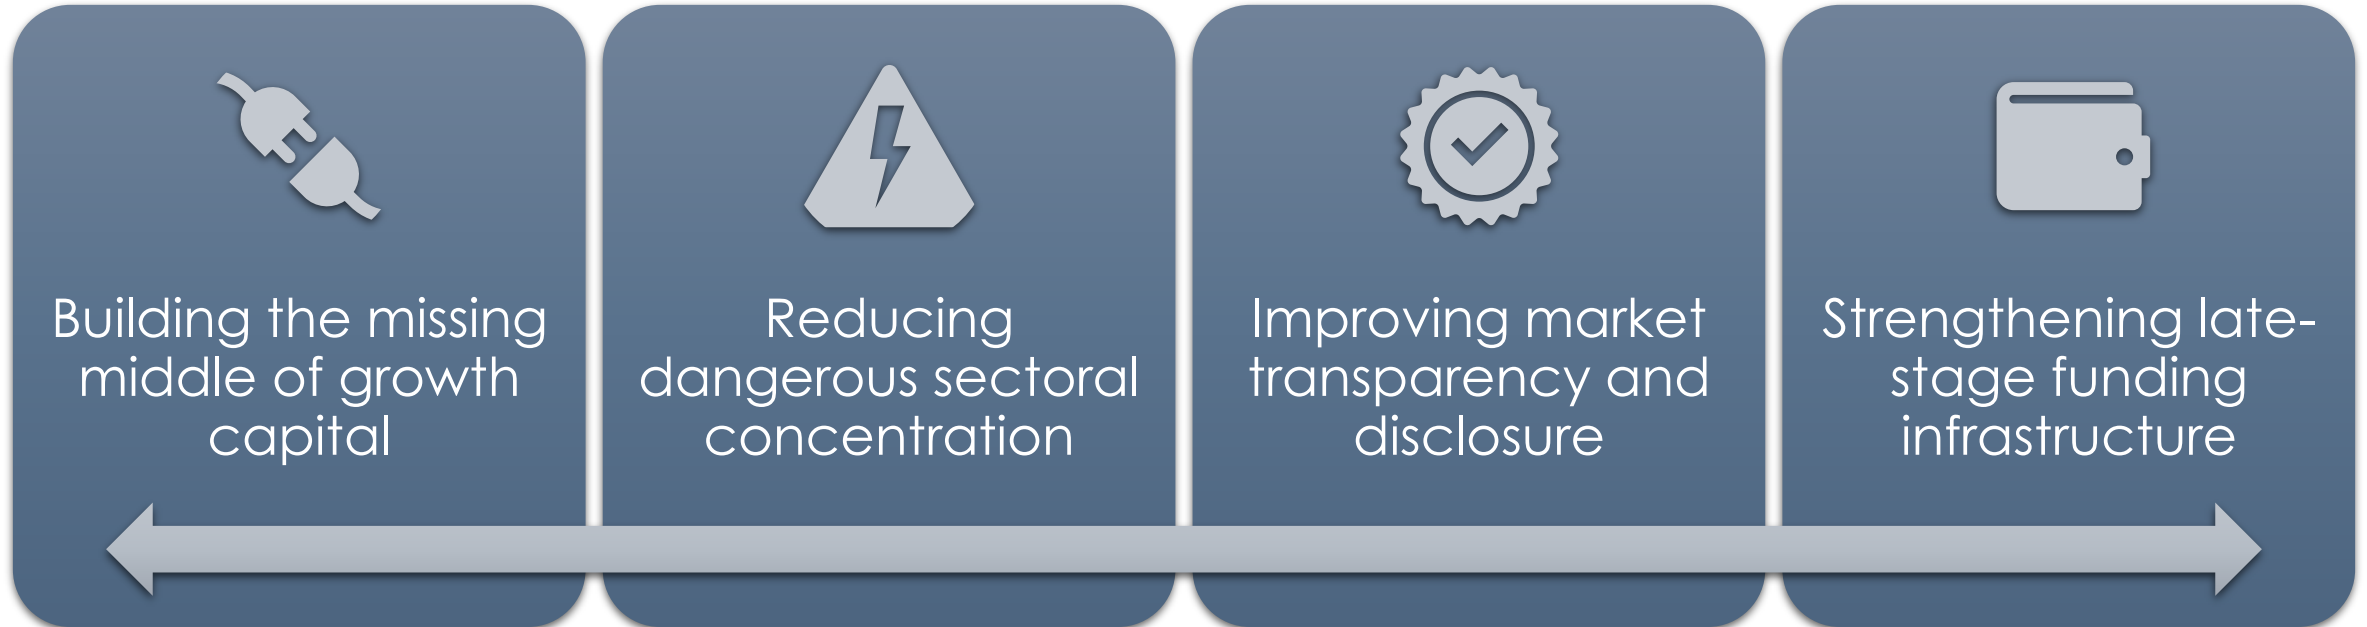 Building the missing
middle of growth
capital
Reducing
dangerous sectoral
concentration
Improving market
transparency and
disclosure
Strengthening late-
stage funding
infrastructure